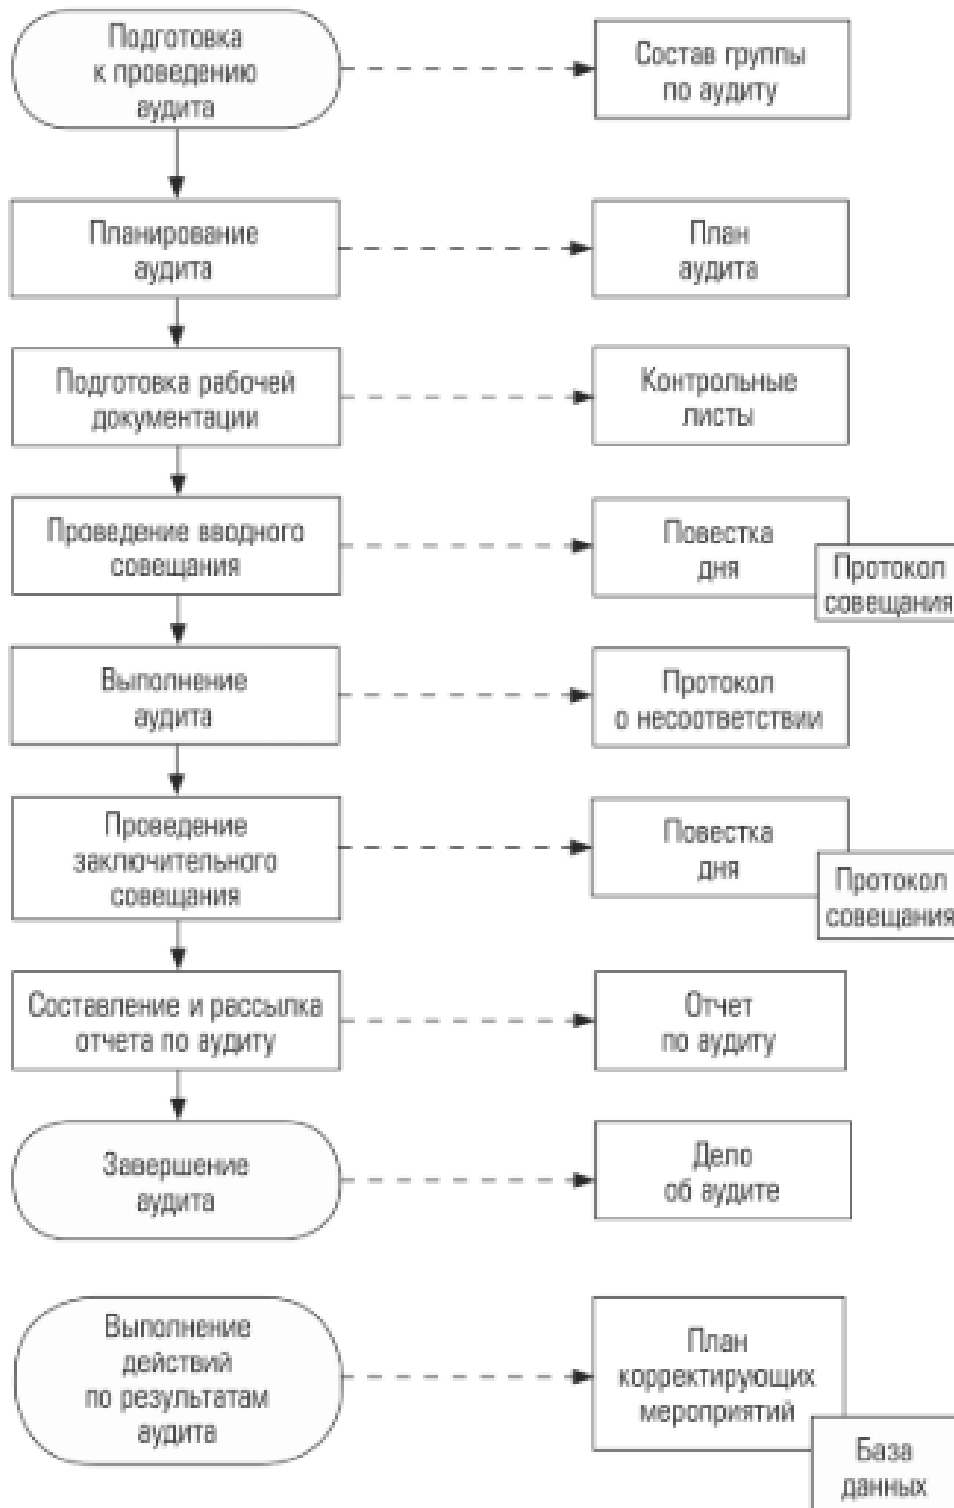 Подготовка
к проведению
аудита
Состав группы
по аудиту
Планирование
аудита
План
аудита
Подготовка рабочей
документации
Контрольные
листы
Проведение вводного
совещания
Повестка
дня
Протокол
совещания
Выполнение
аудита
Протокол
о несоответствии
Проведение
заключительного
совещания
Повестка
дня
Протокол
совещания
Составление и рассылка
отчета по аудиту
Отчет
по аудиту
Завершение
аудита
Дело
об аудите
Выполнение
действий
по результатам
аудита
План
корректирующих
мероприятий
База
данных